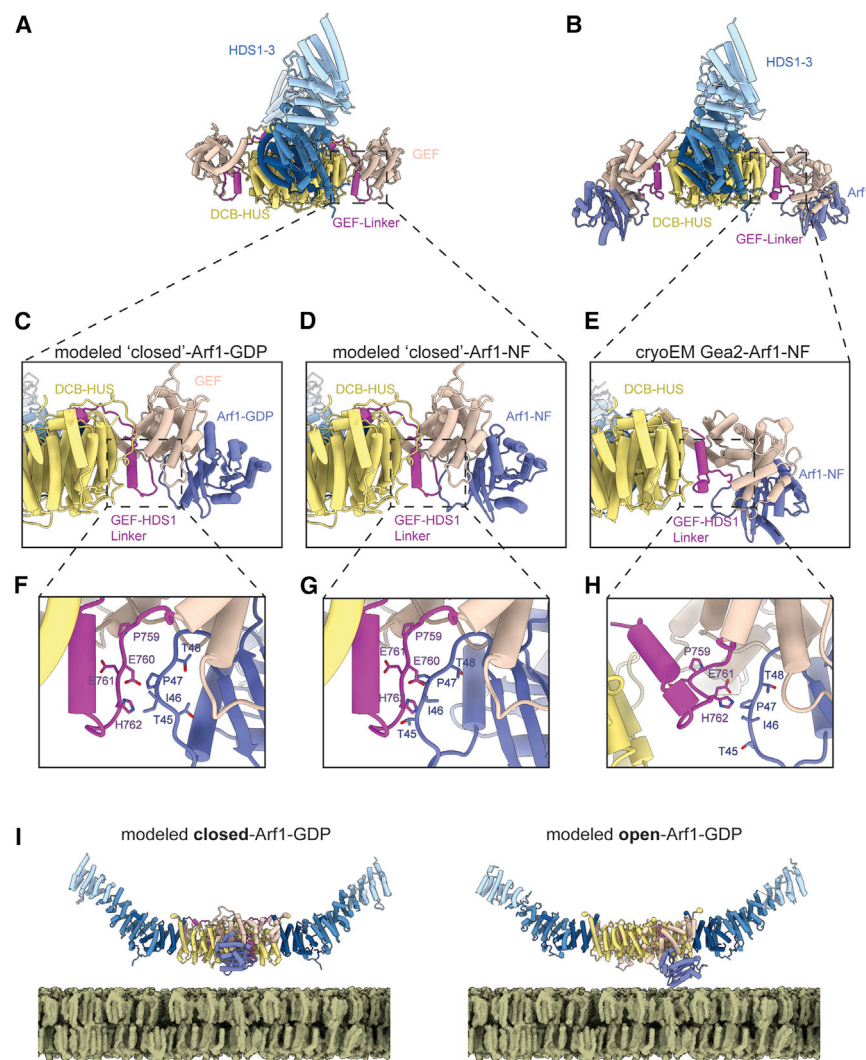 A
B
HDS1-3
HDS1-3
GEF
Arf
DCB-HUS
GEF-Linker
DCB-HUS
GEF-Linker
C
D
E
modeled ‘closed’-Arf1-GDP
modeled ‘closed’-Arf1-NF
cryoEM Gea2-Arf1-NF
DCB-HUS
GEF
Arf1-GDP
DCB-HUS
Arf1-NF
DCB-HUS
Arf1-NF
GEF-HDS1
Linker
GEF-HDS1
Linker
GEF-HDS1
Linker
F
G
H
P759
T48
E760
E761
P47
I46
H762
T45
P759
E761
T48
E760
P47
H762
I46
T45
P759
E761
T48
P47
H762
I46
T45
I
modeled closed-Arf1-GDP
modeled open-Arf1-GDP